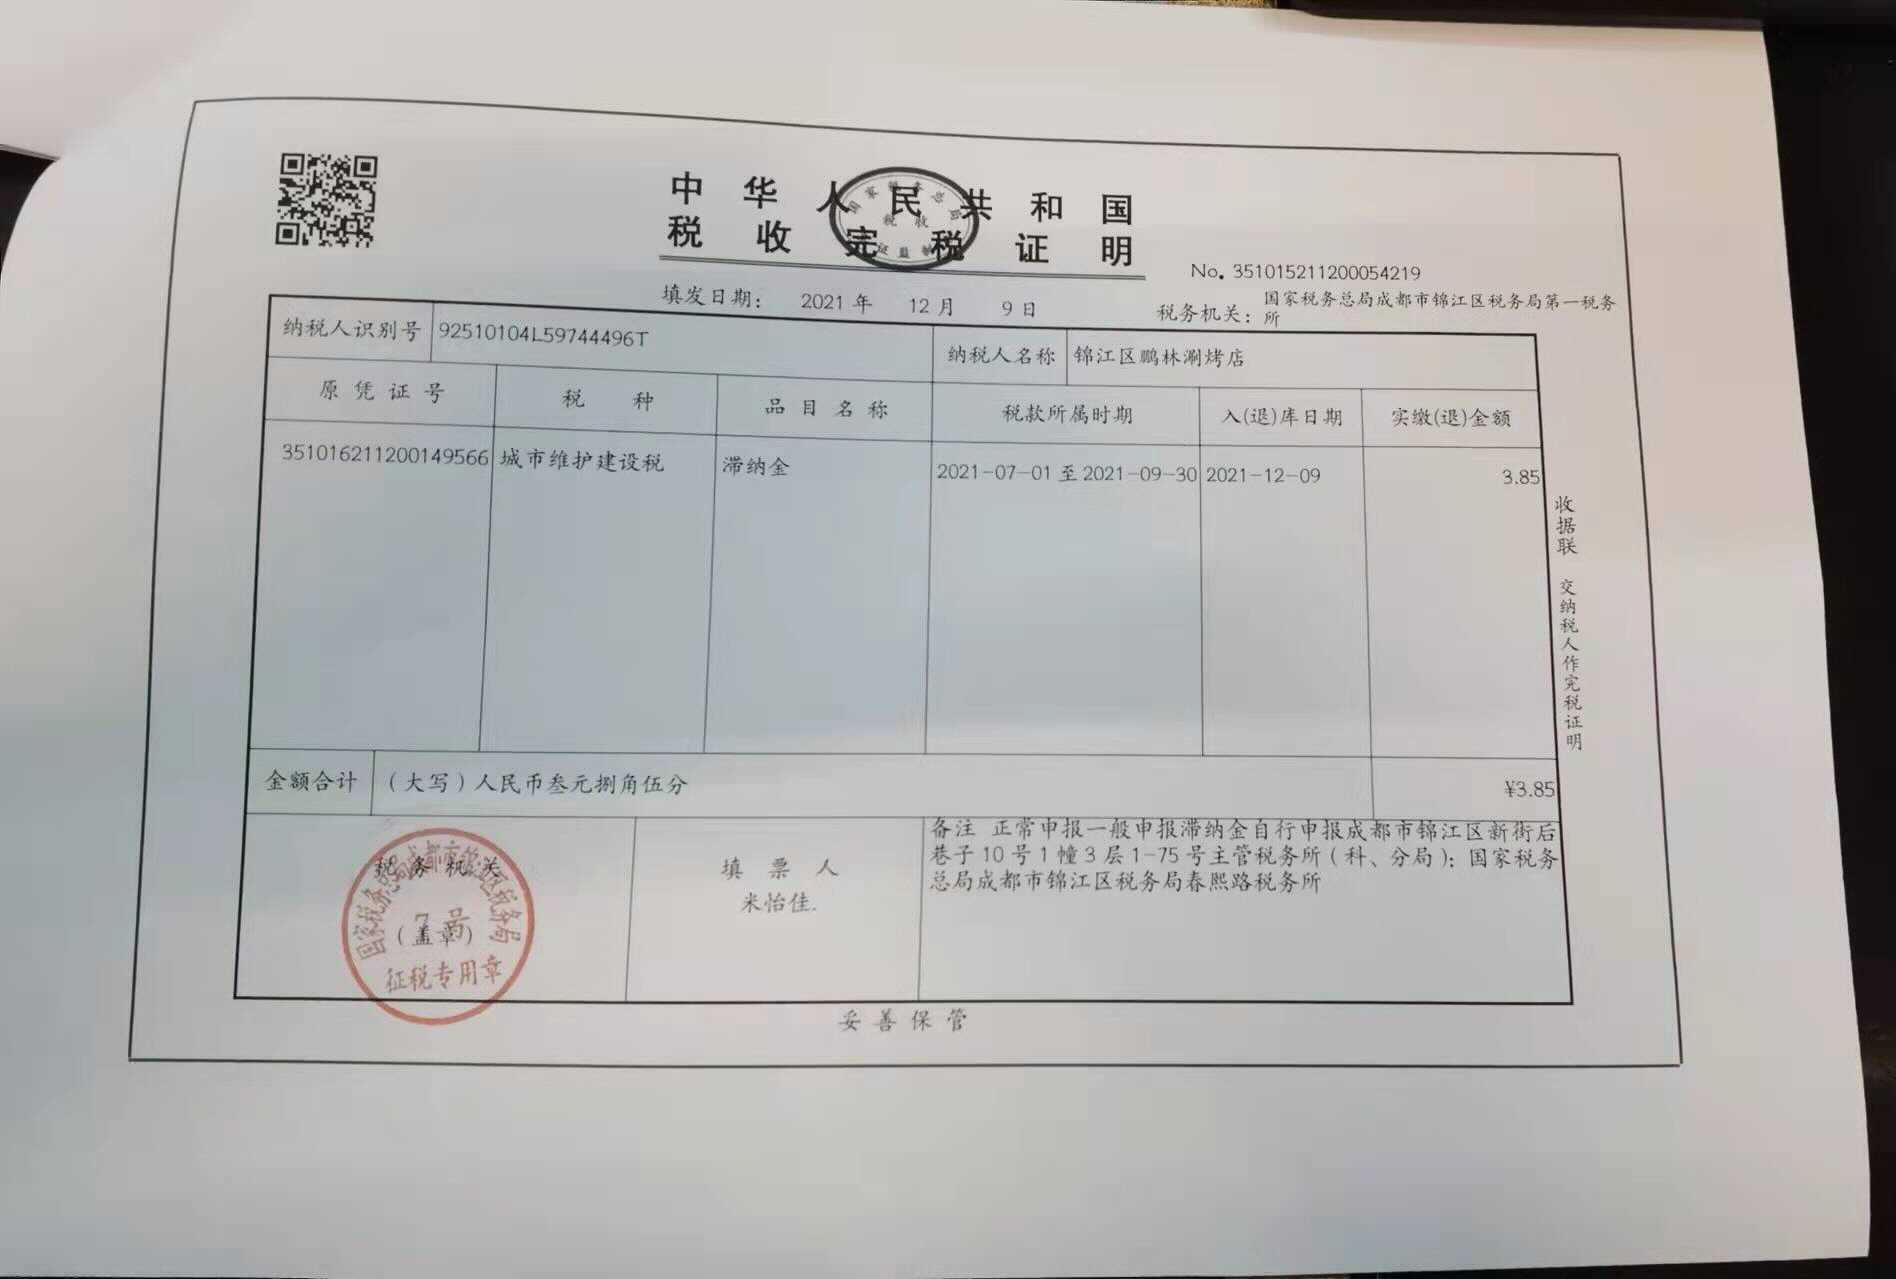 中华人民共和国
税收完税证明
No. 351015211200054219
填发日期： 2021 年 12 月 9 日
税务机关： 国家税务总局成都市锦江区税务局第一税务
所
纳税人识别号 92510104L59744496T 纳税人名称 锦江区鹏林涮烤店
原凭证号 税种 品目名称 税款所属时期 入(退)库日期 实缴(退)金额
351016211200149566 城市维护建设税 滞纳金 2021-07-01 至 2021-09-30 2021-12-09 3.85
收据联 交纳税人作完税证明
金额合计 （大写）人民币叁元捌角伍分 ¥3.85
税务机关
（盖章）
国家税务总局成都市锦江区税务局
7号
征税专用章
填票人
米怡佳
备注 正常申报一般申报滞纳金自行申报成都市锦江区新街后
巷子10号1幢3层1-75号主管税务所（科、分局）：国家税务
总局成都市锦江区税务局春熙路税务所
妥善保管